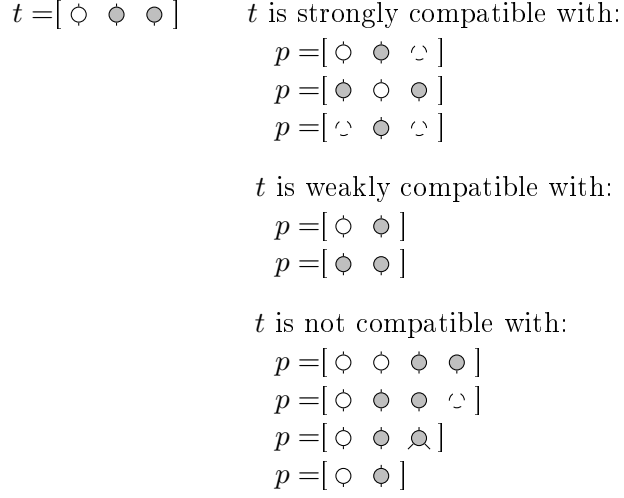 t =[ ]
t is strongly compatible with:
p =[ ]
p =[ ]
p =[ ]
t is weakly compatible with:
p =[ ]
p =[ ]
t is not compatible with:
p =[ ]
p =[ ]
p =[ ]
p =[ ]